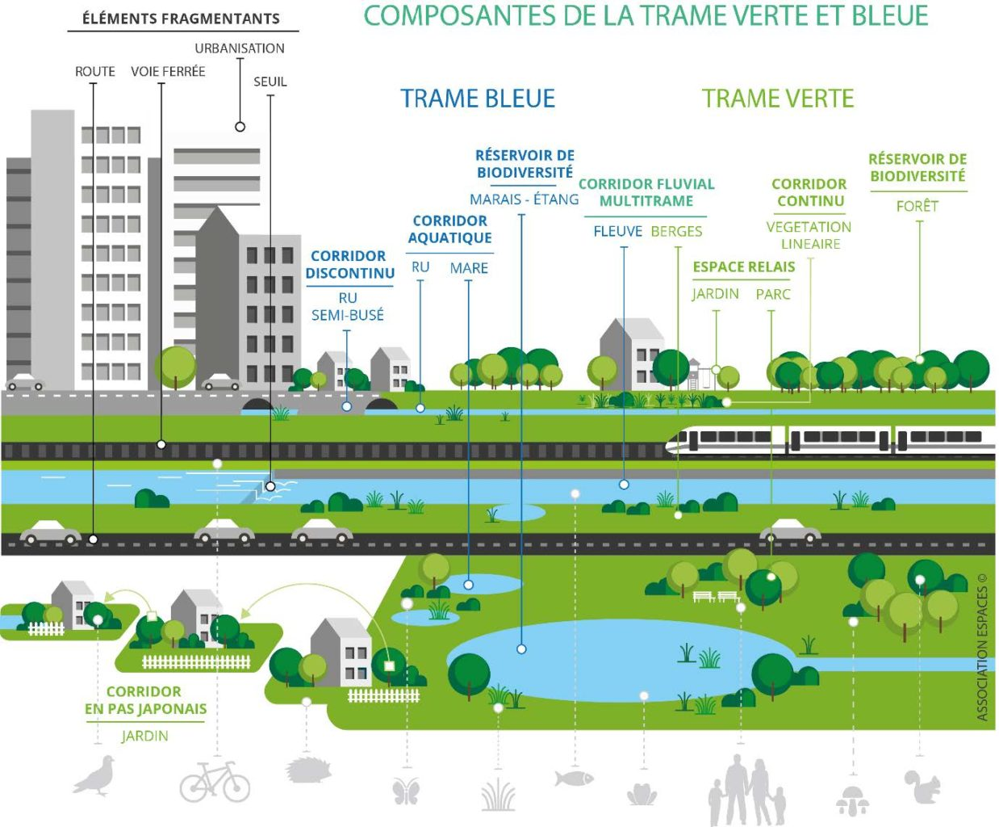 COMPOSANTES DE LA TRAME VERTE ET BLEUE
ÉLÉMENTS FRAGMENTANTS
URBANISATION
ROUTE
VOIE FERRÉE
SEUIL
TRAME BLEUE
TRAME VERTE
CORRIDOR
DISCONTINU
RU
SEMI-BUSÉ
CORRIDOR
AQUATIQUE
RU
MARE
RÉSERVOIR DE
BIODIVERSITÉ
MARAIS - ÉTANG
CORRIDOR FLUVIAL
MULTITRAME
FLEUVE
BERGES
ESPACE RELAIS
JARDIN
PARC
CORRIDOR
CONTINU
VEGETATION
LINEAIRE
RÉSERVOIR DE
BIODIVERSITÉ
FORÊT
CORRIDOR
EN PAS JAPONAIS
JARDIN
ASSOCIATION ESPACES ©